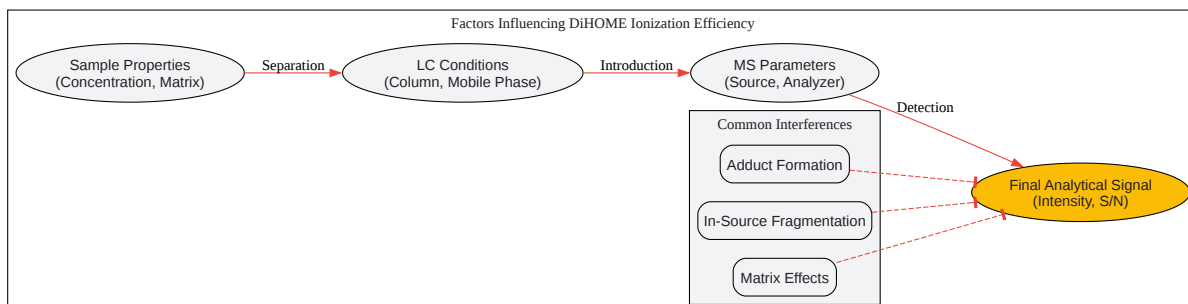 Factors Influencing DiHOME Ionization Efficiency
Sample Properties
(Concentration, Matrix)
Separation
LC Conditions
(Column, Mobile Phase)
Introduction
MS Parameters
(Source, Analyzer)
Detection
Common Interferences
Adduct Formation
In-Source Fragmentation
Matrix Effects
Final Analytical Signal
(Intensity, S/N)